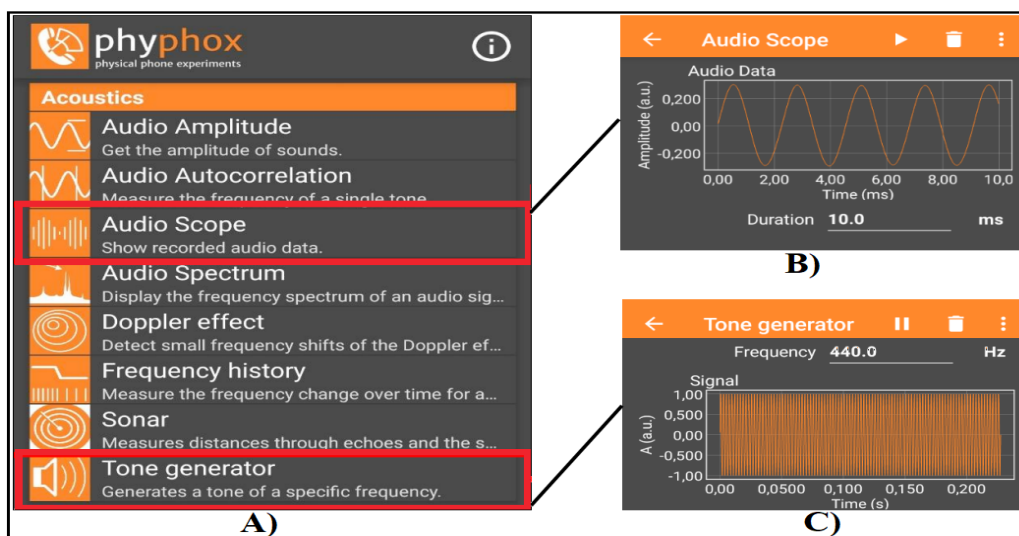 phyphox
physical phone experiments
Acoustics
Audio Amplitude
Get the amplitude of sounds.
Audio Autocorrelation
Measure the frequency of a single tone
Audio Scope
Show recorded audio data.
Audio Spectrum
Display the frequency spectrum of an audio sig...
Doppler effect
Detect small frequency shifts of the Doppler ef...
Frequency history
Measure the frequency change over time for a...
Sonar
Measures distances through echoes and the s...
Tone generator
Generates a tone of a specific frequency.
A)
Audio Scope
Audio Data
Amplitude (a.u.)
0,200
0,00
-0,200
0,00 2,00 4,00 6,00 8,00 10,0
Time (ms)
Duration 10.0 ms
B)
Tone generator
Frequency 440.0 Hz
Signal
A (a.u.)
1,00
0,500
0,00
-0,500
-1,00
0,00 0,0500 0,100 0,150 0,200
Time (s)
C)